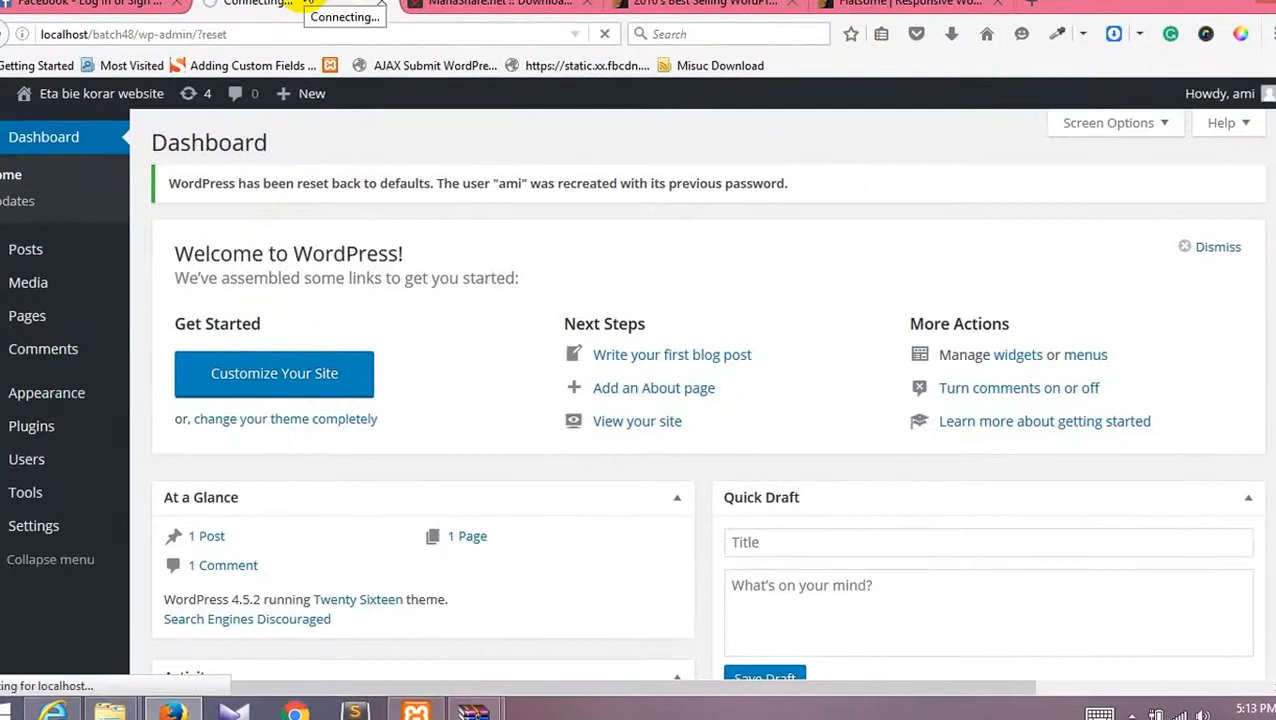 Facebook - Log In or Sign ...
Connecting...
ManaShare.net :: Downloa...
2016's Best Selling WordPr...
Flatsome | Responsive Wo...
Connecting...
localhost/batch48/wp-admin/?reset
Search
Getting Started
Most Visited
Adding Custom Fields ...
AJAX Submit WordPre...
https://static.xx.fbcdn....
Misuc Download
Eta bie korar website
4
0
New
Howdy, ami
Dashboard
Dashboard
Screen Options
Help
WordPress has been reset back to defaults. The user "ami" was recreated with its previous password.
ome
pdates
Posts
Media
Pages
Comments
Appearance
Plugins
Users
Tools
Settings
Collapse menu
Welcome to WordPress!
Dismiss
We've assembled some links to get you started:
Get Started
Next Steps
More Actions
Customize Your Site
Write your first blog post
Manage widgets or menus
Add an About page
Turn comments on or off
or, change your theme completely
View your site
Learn more about getting started
At a Glance
Quick Draft
1 Post
1 Page
Title
1 Comment
What's on your mind?
WordPress 4.5.2 running Twenty Sixteen theme.
Search Engines Discouraged
Save Draft
ting for localhost...
5:13 PM